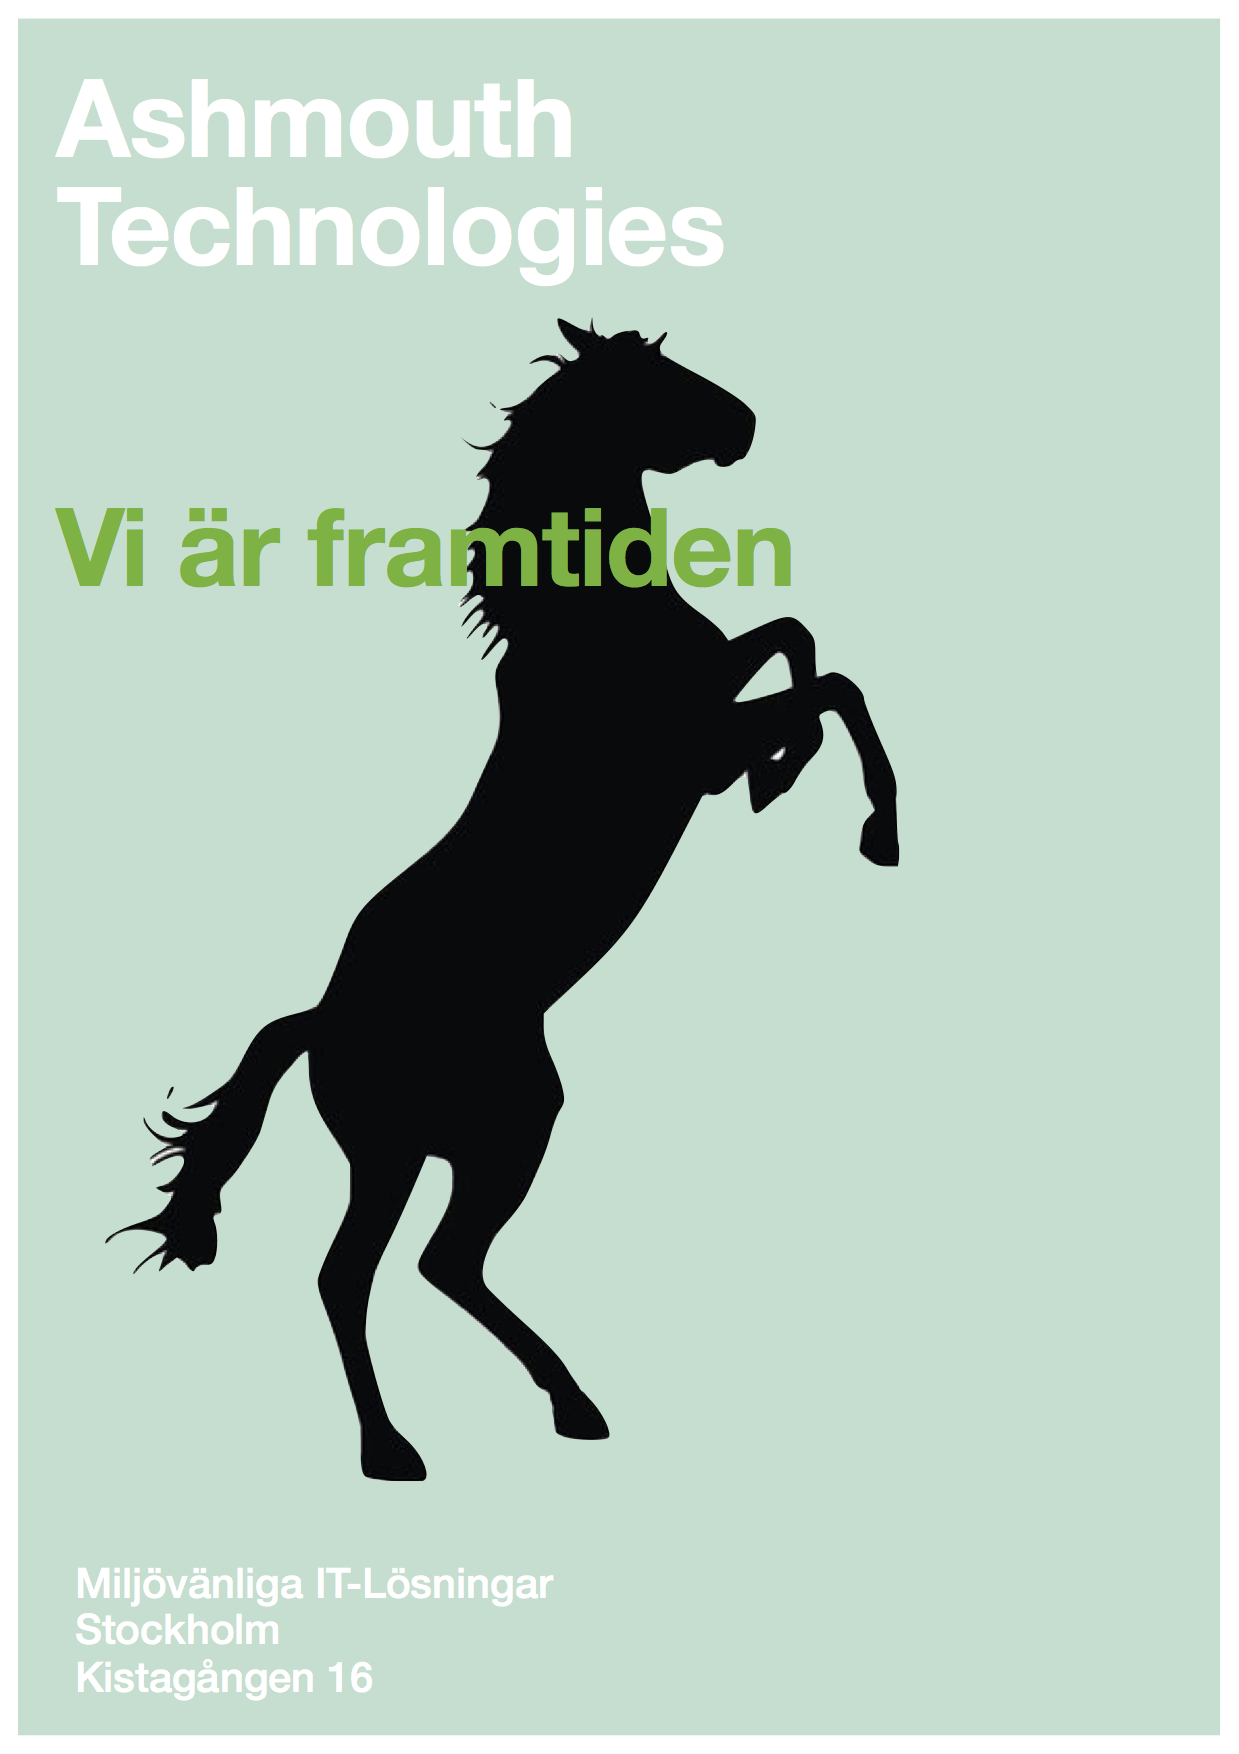 Ashmouth
Technologies
Vi är framtiden
Miljövänliga IT-Lösningar
Stockholm
Kistagången 16